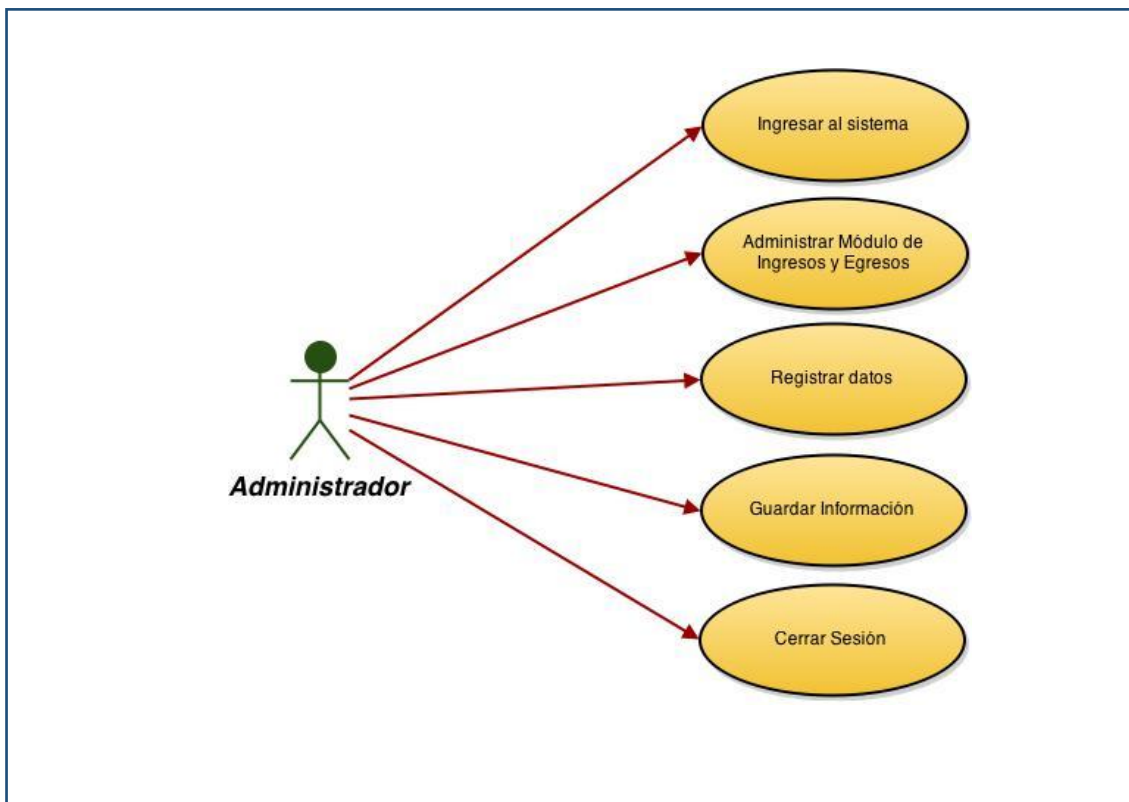 Ingresar al sistema
Administrar Módulo de
Ingresos y Egresos
Registrar datos
Administrador
Guardar Información
Cerrar Sesión